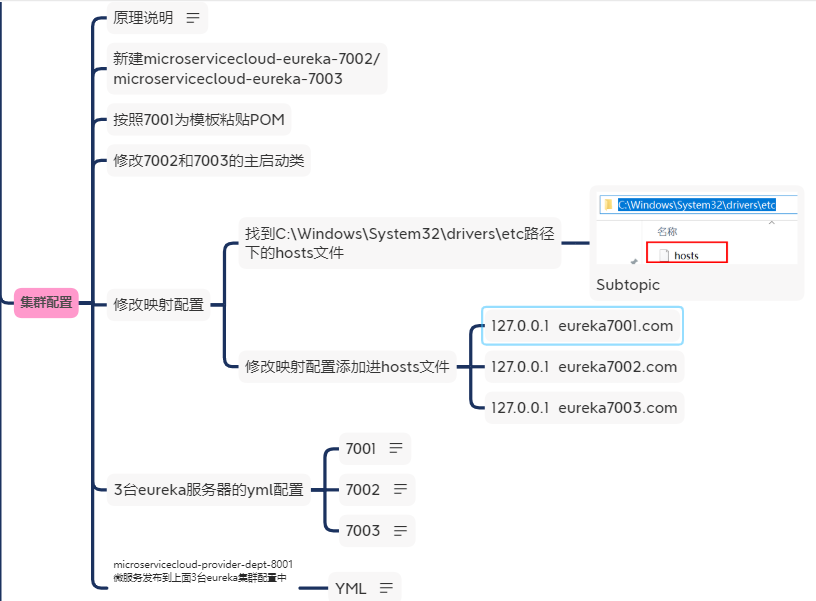 原理说明
新建microservicecloud-eureka-7002/
microservicecloud-eureka-7003
按照7001为模板粘贴POM
修改7002和7003的主启动类
集群配置
修改映射配置
找到C:\Windows\System32\drivers\etc路径
下的hosts文件
C:\Windows\System32\drivers\etc
名称
hosts
Subtopic
修改映射配置添加进hosts文件
127.0.0.1 eureka7001.com
127.0.0.1 eureka7002.com
127.0.0.1 eureka7003.com
3台eureka服务器的yml配置
7001
7002
7003
microservicecloud-provider-dept-8001
微服务发布到上面3台eureka集群配置中
YML